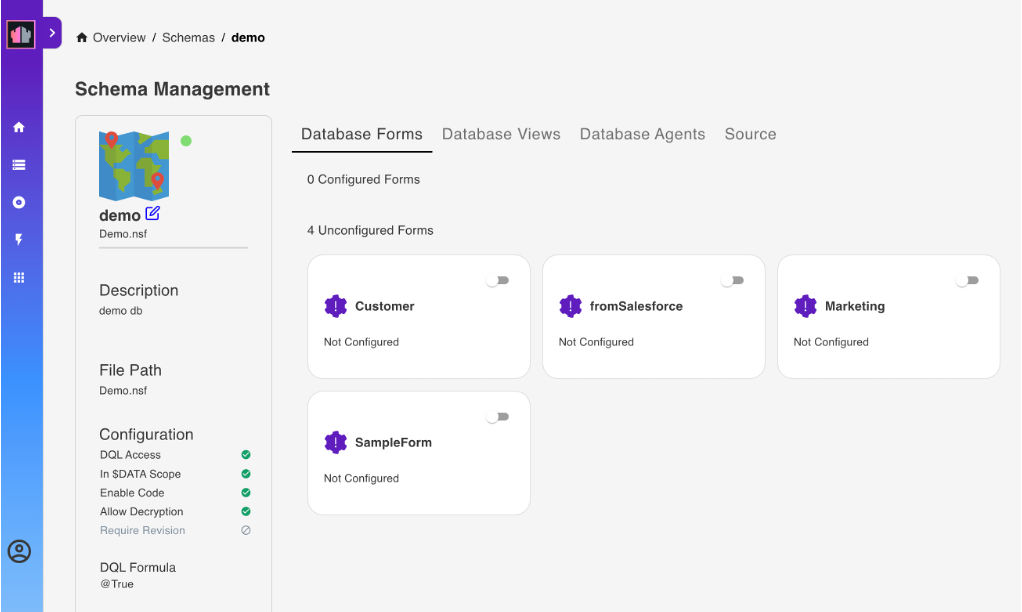 Overview / Schemas / demo
Schema Management
demo
Demo.nsf
Description
demo db
File Path
Demo.nsf
Configuration
DQL Access
In $DATA Scope
Enable Code
Allow Decryption
Require Revision
DQL Formula
@True
Database Forms Database Views Database Agents Source
0 Configured Forms
4 Unconfigured Forms
Customer
Not Configured
fromSalesforce
Not Configured
Marketing
Not Configured
SampleForm
Not Configured